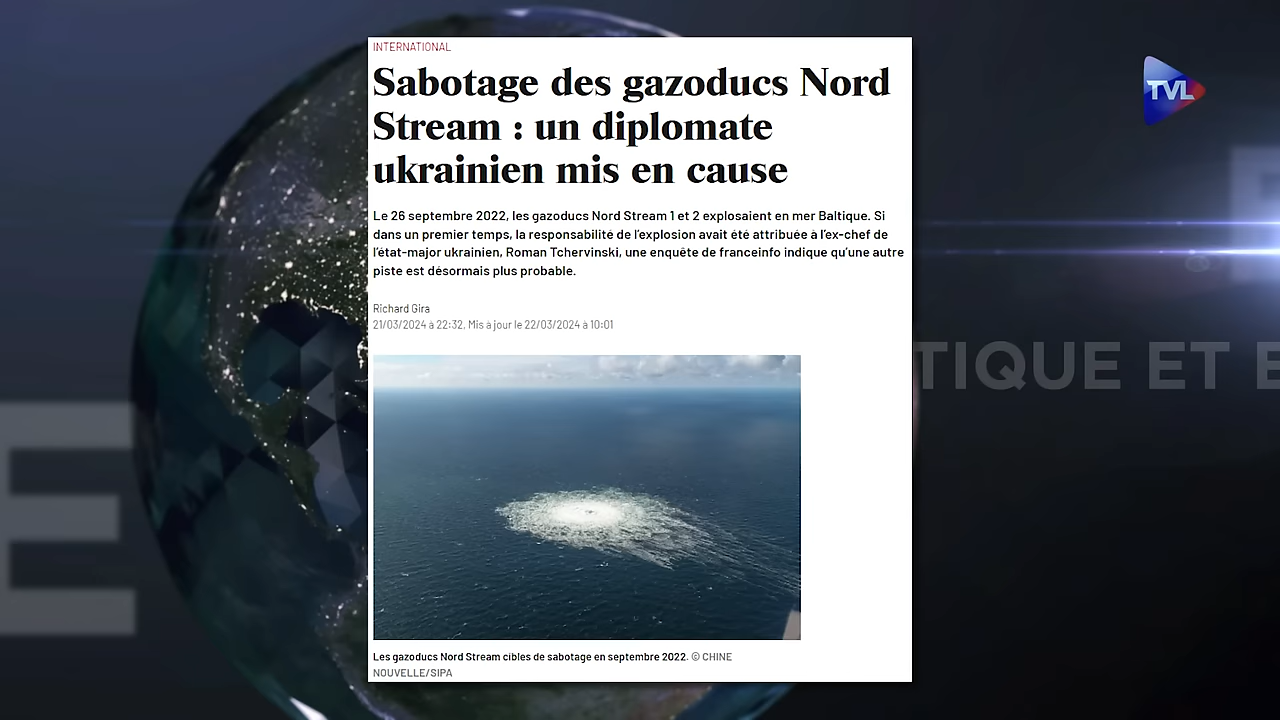 INTERNATIONAL
Sabotage des gazoducs Nord
Stream : un diplomate
ukrainien mis en cause
Le 26 septembre 2022, les gazoducs Nord Stream 1 et 2 explosaient en mer Baltique. Si
dans un premier temps, la responsabilité de l'explosion avait été attribuée à l'ex-chef de
l'état-major ukrainien, Roman Tchervinski, une enquête de franceinfo indique qu'une autre
piste est désormais plus probable.
Richard Gira
21/03/2024 à 22:32, Mis à jour le 22/03/2024 à 10:01
Les gazoducs Nord Stream cibles de sabotage en septembre 2022. © CHINE
NOUVELLE/SIPA
TVL
TIQUE ET E
E